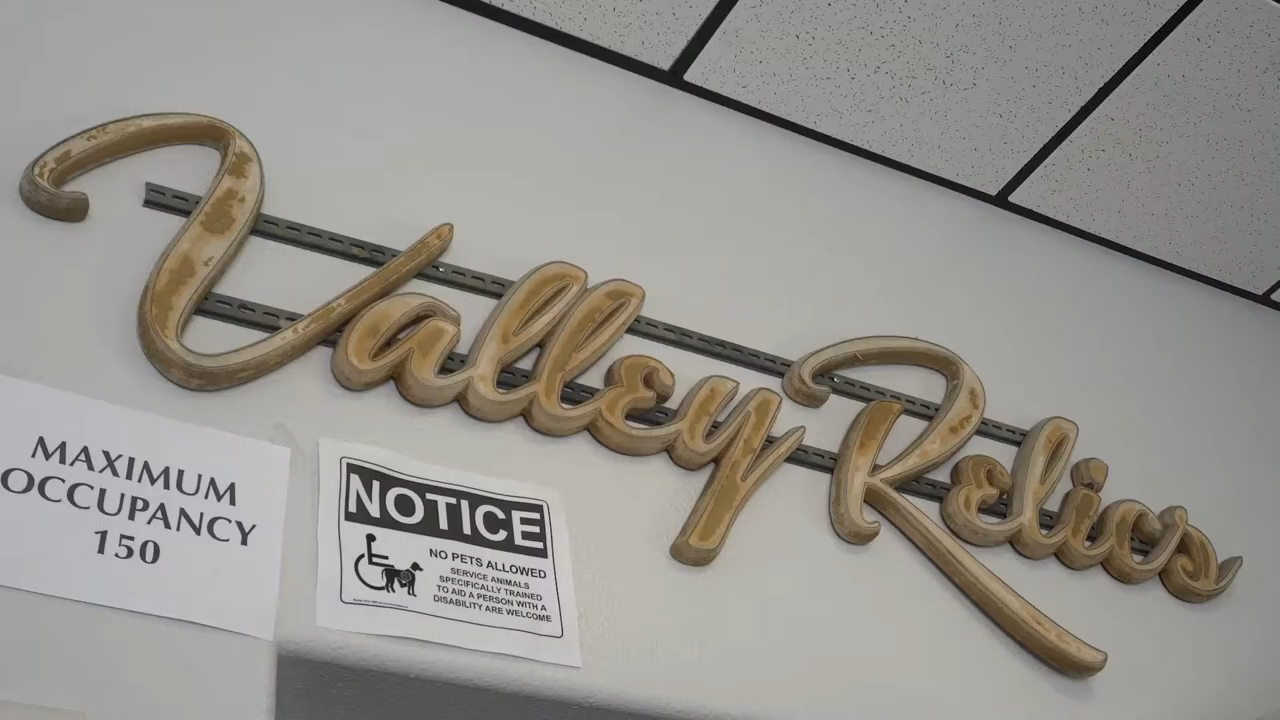 Valley Relics
MAXIMUM
OCCUPANCY
150
NOTICE
NO PETS ALLOWED
SERVICE ANIMALS
SPECIFICALLY TRAINED
TO AID A PERSON WITH A
DISABILITY ARE WELCOME